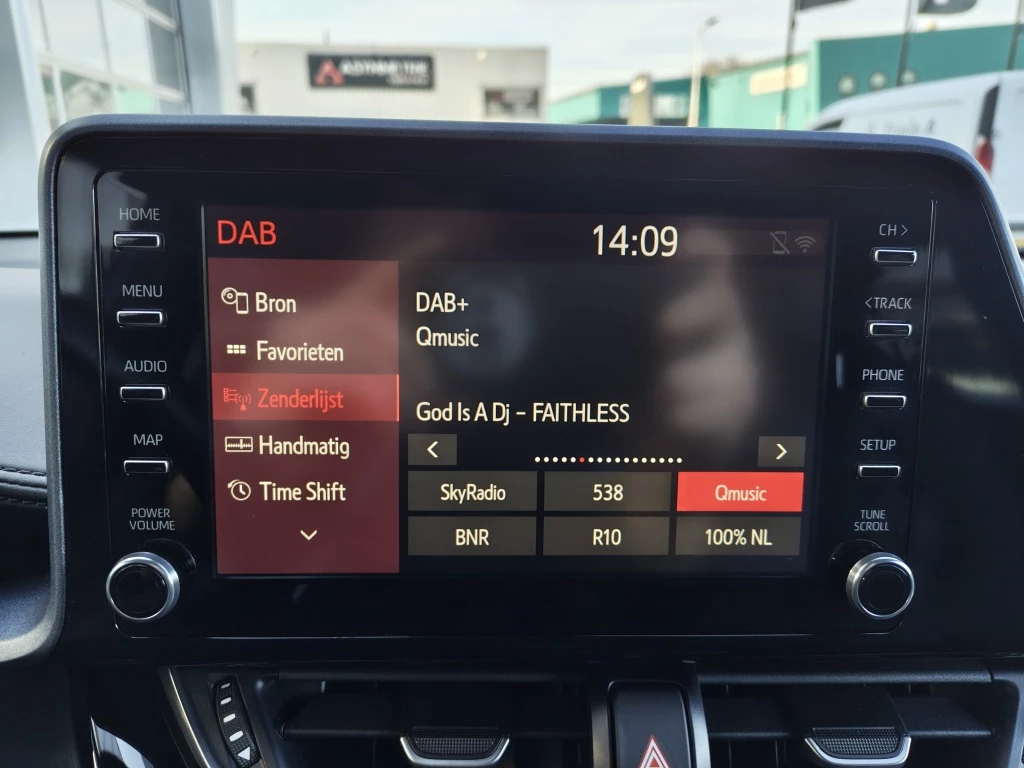 HOME
MENU
AUDIO
MAP
POWER
VOLUME
DAB
14:09
Bron
Favorieten
Zenderlijst
Handmatig
Time Shift
DAB+
Qmusic
God Is A Dj - FAITHLESS
<
>
SkyRadio
538
Qmusic
BNR
R10
100% NL
CH >
< TRACK
PHONE
SETUP
TUNE
SCROLL